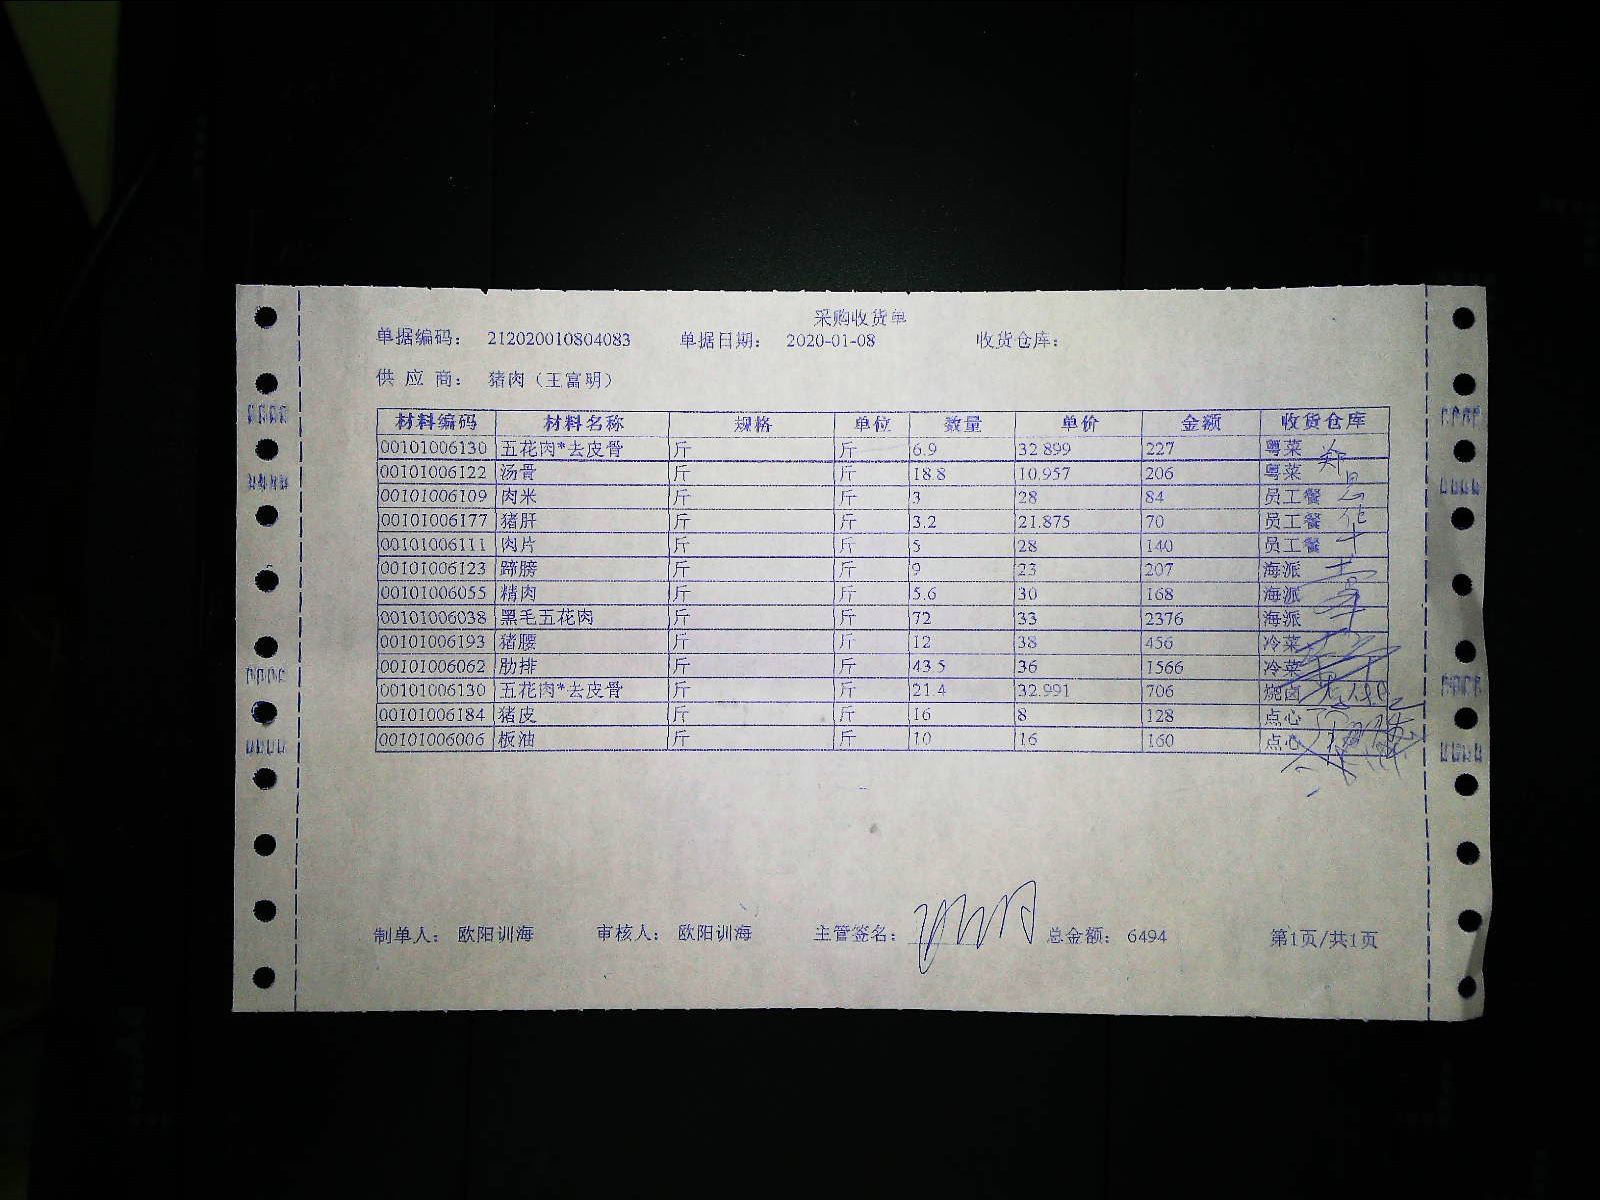 采购收货单
单据编码： 212020010804083 单据日期： 2020-01-08 收货仓库：
供 应 商： 猪肉（王富明）
材料编码 材料名称 规格 单位 数量 单价 金额 收货仓库
00101006130 五花肉*去皮骨 斤 斤 6.9 32.899 227 粤菜
00101006122 汤骨 斤 斤 18.8 10.957 206 粤菜
00101006109 肉米 斤 斤 3 28 84 员工餐
00101006177 猪肝 斤 斤 3.2 21.875 70 员工餐
00101006111 肉片 斤 斤 5 28 140 员工餐
00101006123 蹄膀 斤 斤 9 23 207 海派
00101006055 精肉 斤 斤 5.6 30 168 海派
00101006038 黑毛五花肉 斤 斤 72 33 2376 海派
00101006193 猪腰 斤 斤 12 38 456 冷菜
00101006062 肋排 斤 斤 43.5 36 1566 冷菜
00101006130 五花肉*去皮骨 斤 斤 21.4 32.991 706 烧卤
00101006184 猪皮 斤 斤 16 8 128 点心
00101006006 板油 斤 斤 10 16 160 点心
制单人： 欧阳训海 审核人： 欧阳训海 主管签名： 总金额： 6494 第1页/共1页